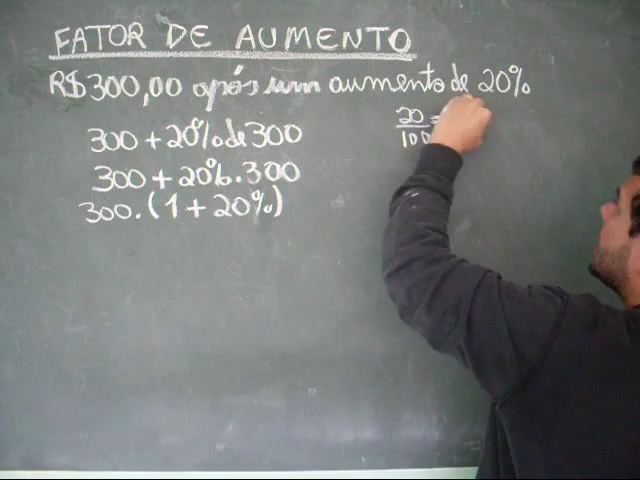 FATOR DE AUMENTO
R$300,00 após um aumento de 20%
300 + 20% de 300
20/100 =
300 + 20% . 300
300. (1 + 20%)